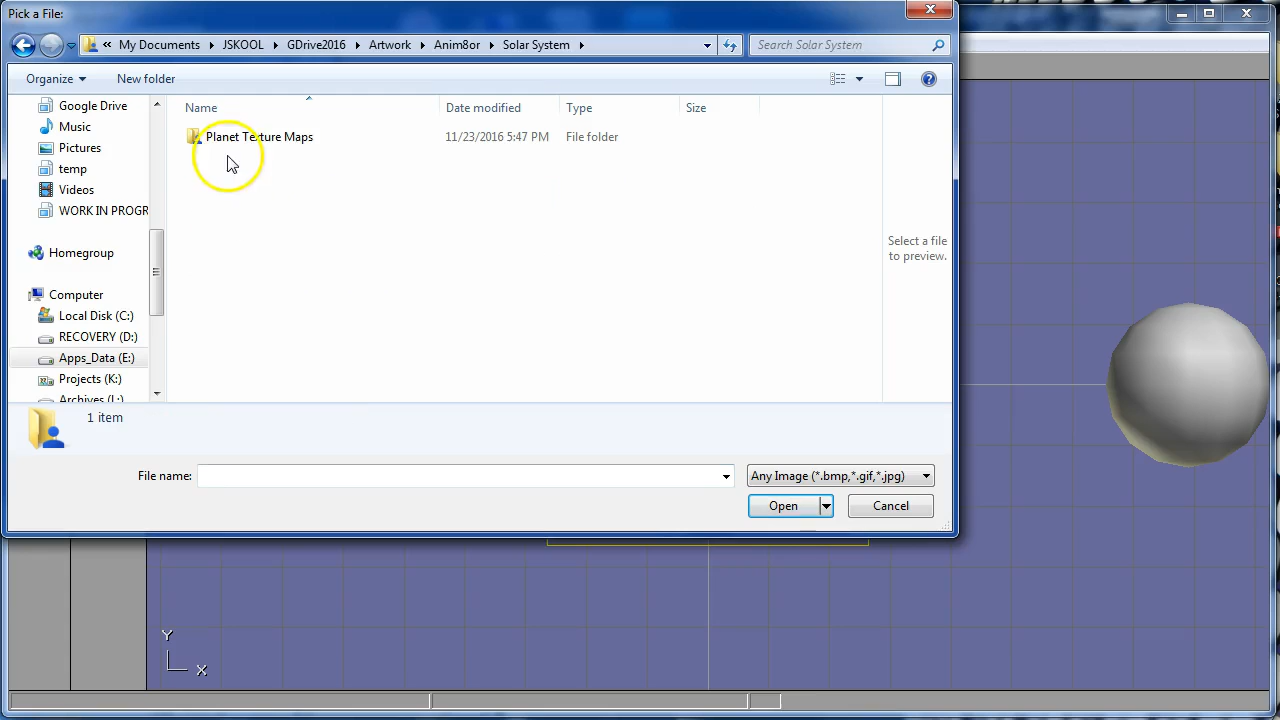 Pick a File:
« My Documents ▸ JSKOOL ▸ GDrive2016 ▸ Artwork ▸ Anim8or ▸ Solar System ▸
Search Solar System
Organize
New folder
Google Drive
Music
Pictures
temp
Videos
WORK IN PROGR
Homegroup
Computer
Local Disk (C:)
RECOVERY (D:)
Apps_Data (E:)
Projects (K:)
Archives (L:)
Name Date modified Type Size
Planet Texture Maps 11/23/2016 5:47 PM File folder
Select a file
to preview.
1 item
File name:
Any Image (*.bmp,*.gif,*.jpg)
Open
Cancel
Y
X